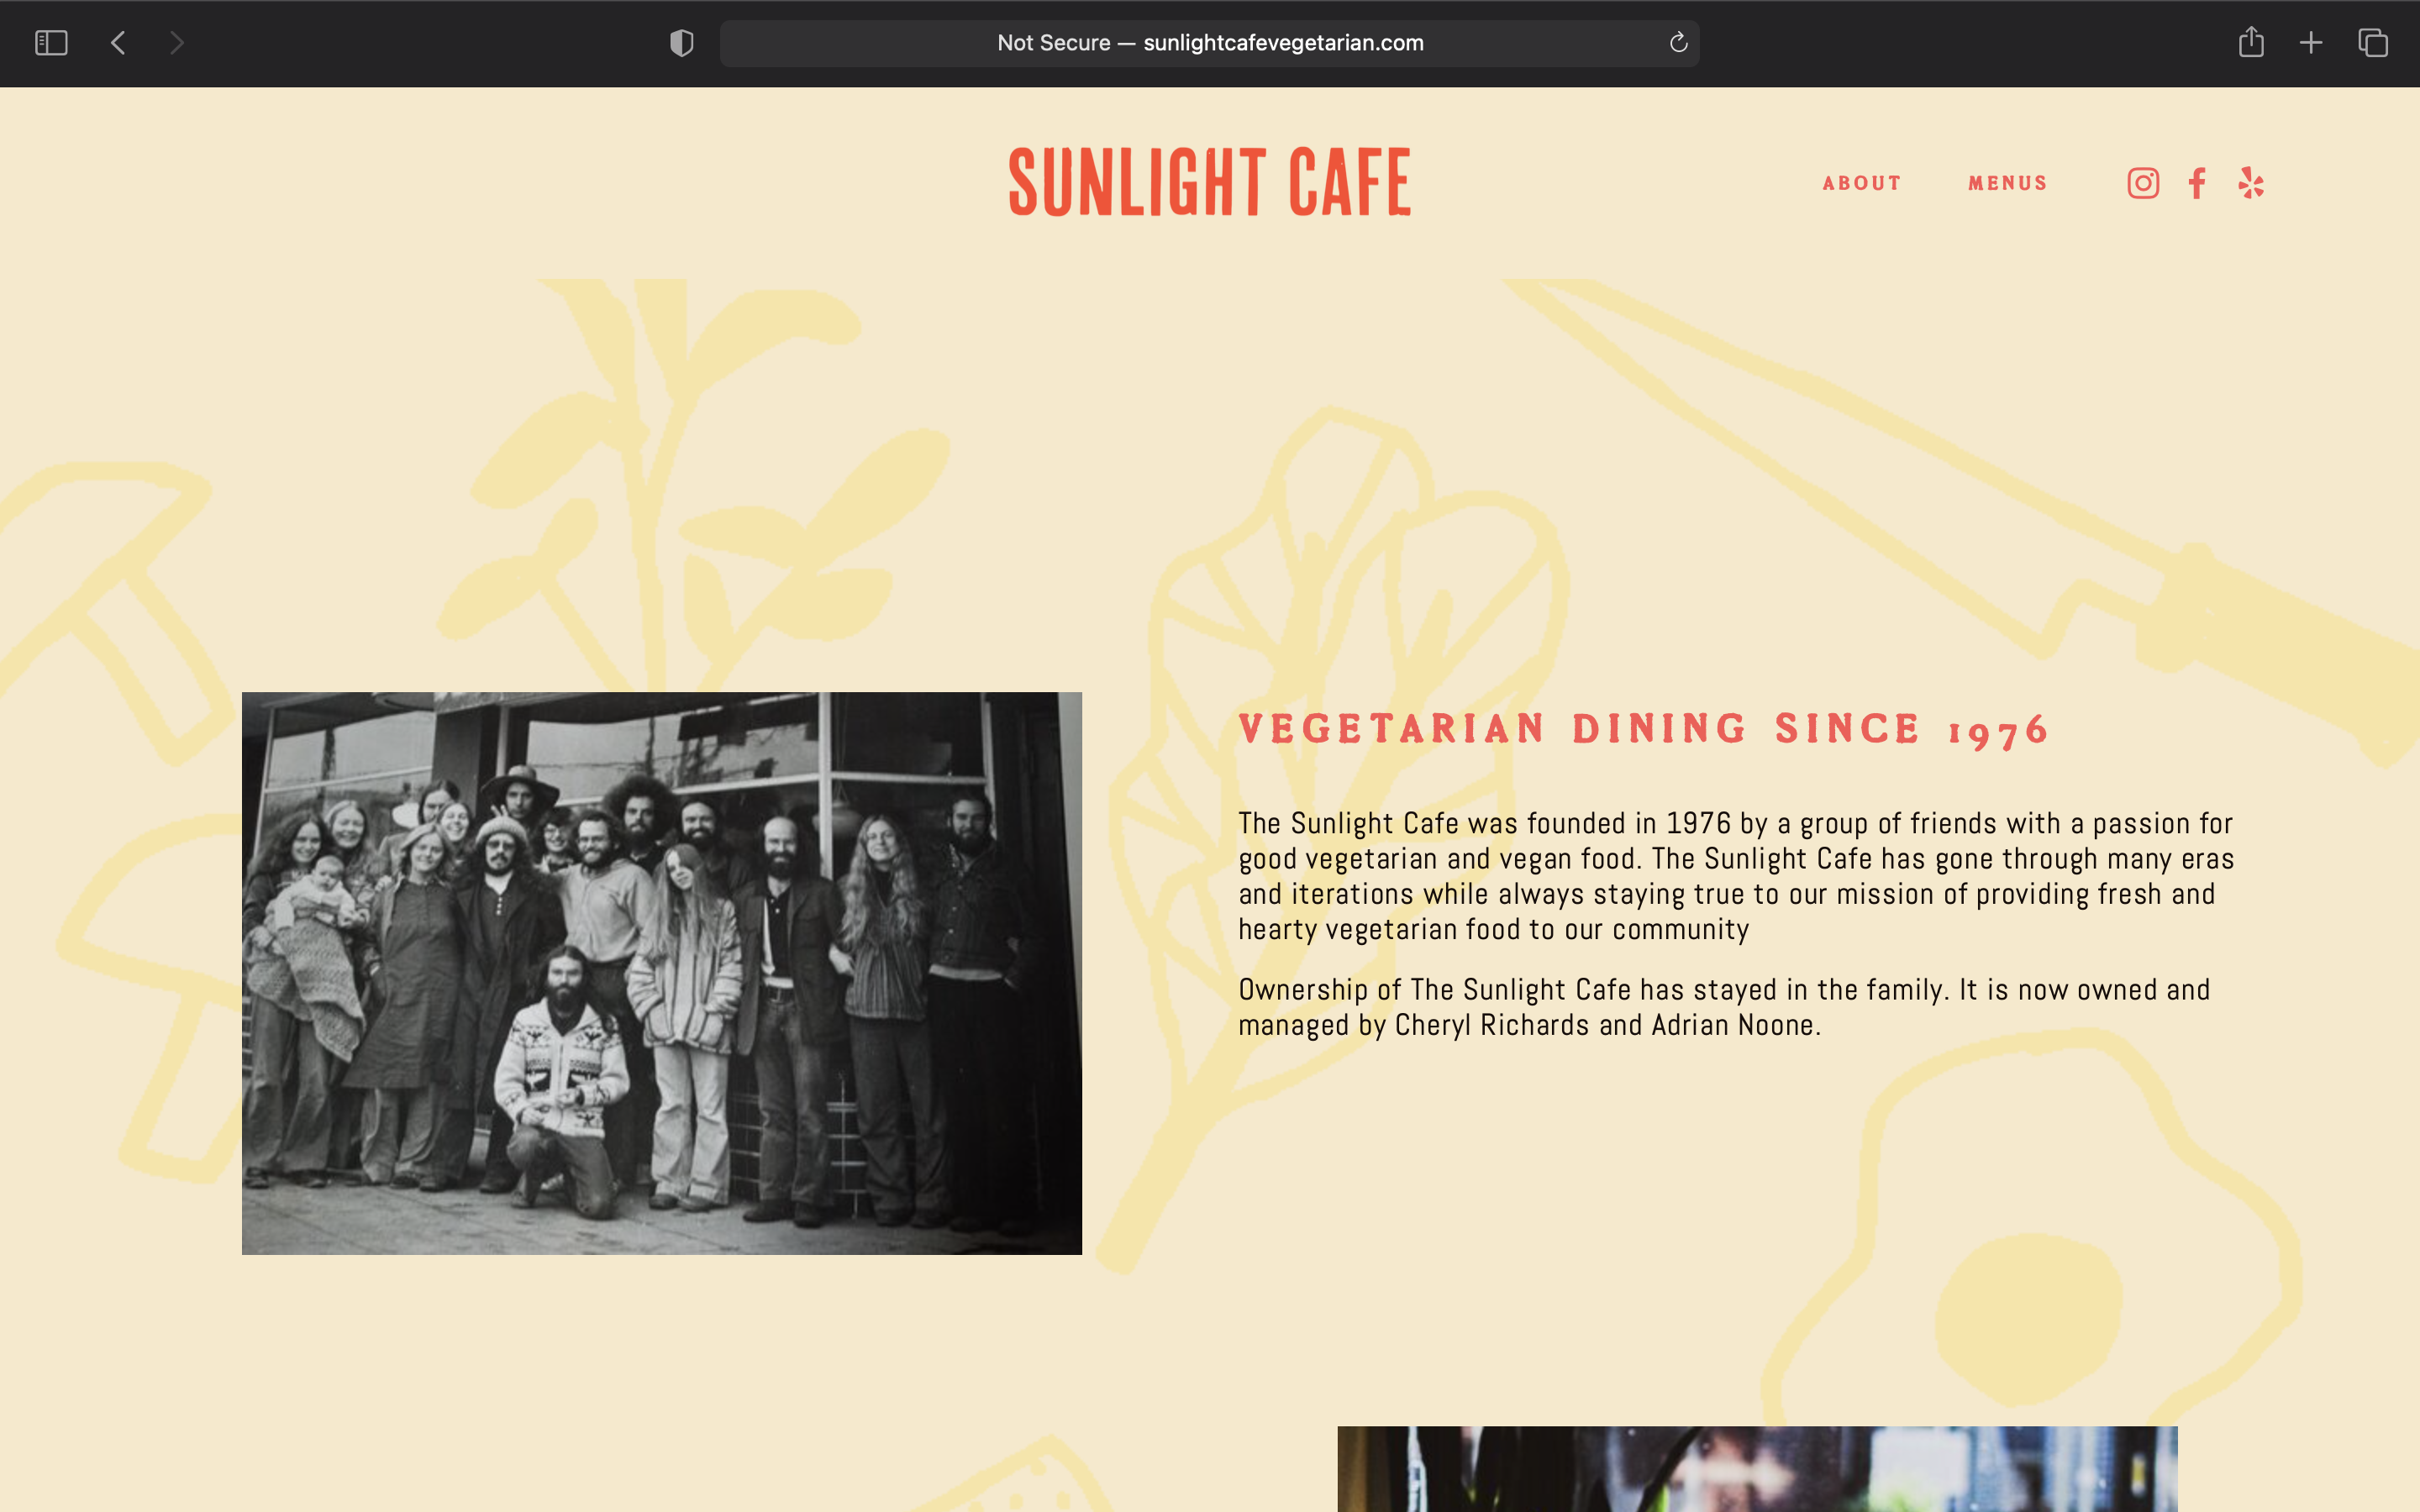 Not Secure — sunlightcafevegetarian.com
SUNLIGHT CAFE
ABOUT MENUS
VEGETARIAN DINING SINCE 1976
The Sunlight Cafe was founded in 1976 by a group of friends with a passion for
good vegetarian and vegan food. The Sunlight Cafe has gone through many eras
and iterations while always staying true to our mission of providing fresh and
hearty vegetarian food to our community
Ownership of The Sunlight Cafe has stayed in the family. It is now owned and
managed by Cheryl Richards and Adrian Noone.